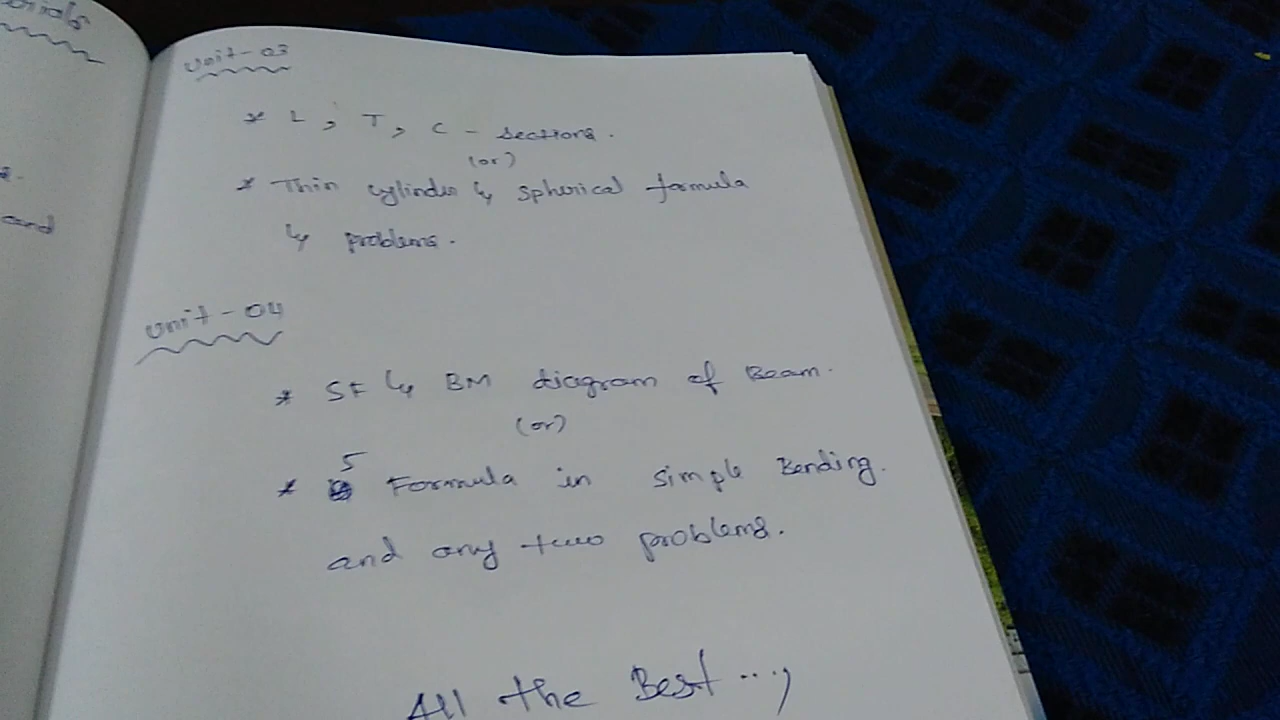 and
Unit-03
* L, T, C - sections.
(or)
* Thin cylinder & spherical formula
& problems.
Unit-04
* SF & BM diagram of Beam.
(or)
* 5 Formula in simple Bending.
and any two problems.
All the Best...,